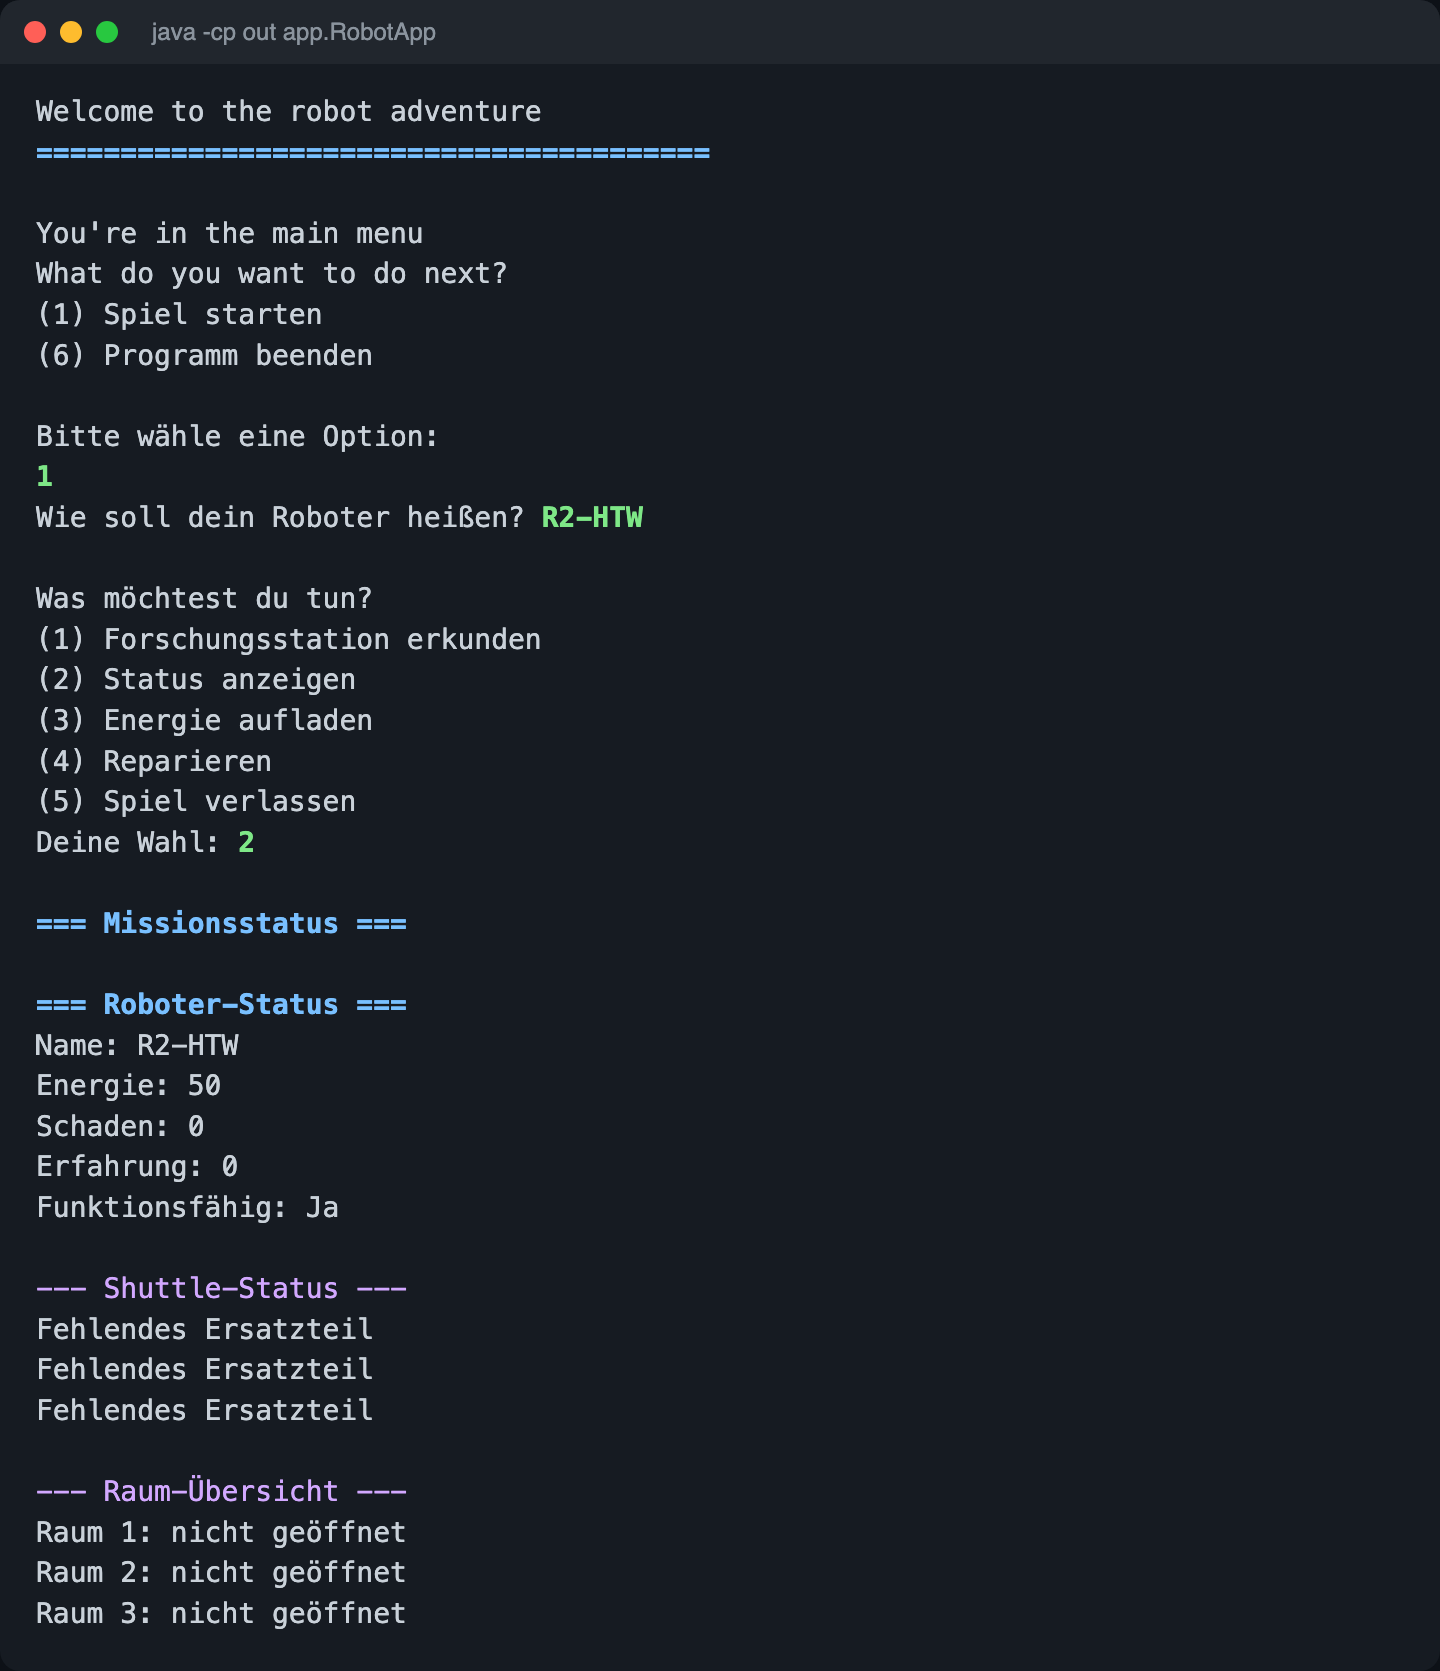 java -cp out app.RobotApp
Welcome to the robot adventure
========================================
You're in the main menu
What do you want to do next?
(1) Spiel starten
(6) Programm beenden
Bitte wähle eine Option:
1
Wie soll dein Roboter heißen? R2-HTW
Was möchtest du tun?
(1) Forschungsstation erkunden
(2) Status anzeigen
(3) Energie aufladen
(4) Reparieren
(5) Spiel verlassen
Deine Wahl: 2
=== Missionsstatus ===
=== Roboter-Status ===
Name: R2-HTW
Energie: 50
Schaden: 0
Erfahrung: 0
Funktionsfähig: Ja
--- Shuttle-Status ---
Fehlendes Ersatzteil
Fehlendes Ersatzteil
Fehlendes Ersatzteil
--- Raum-Übersicht ---
Raum 1: nicht geöffnet
Raum 2: nicht geöffnet
Raum 3: nicht geöffnet